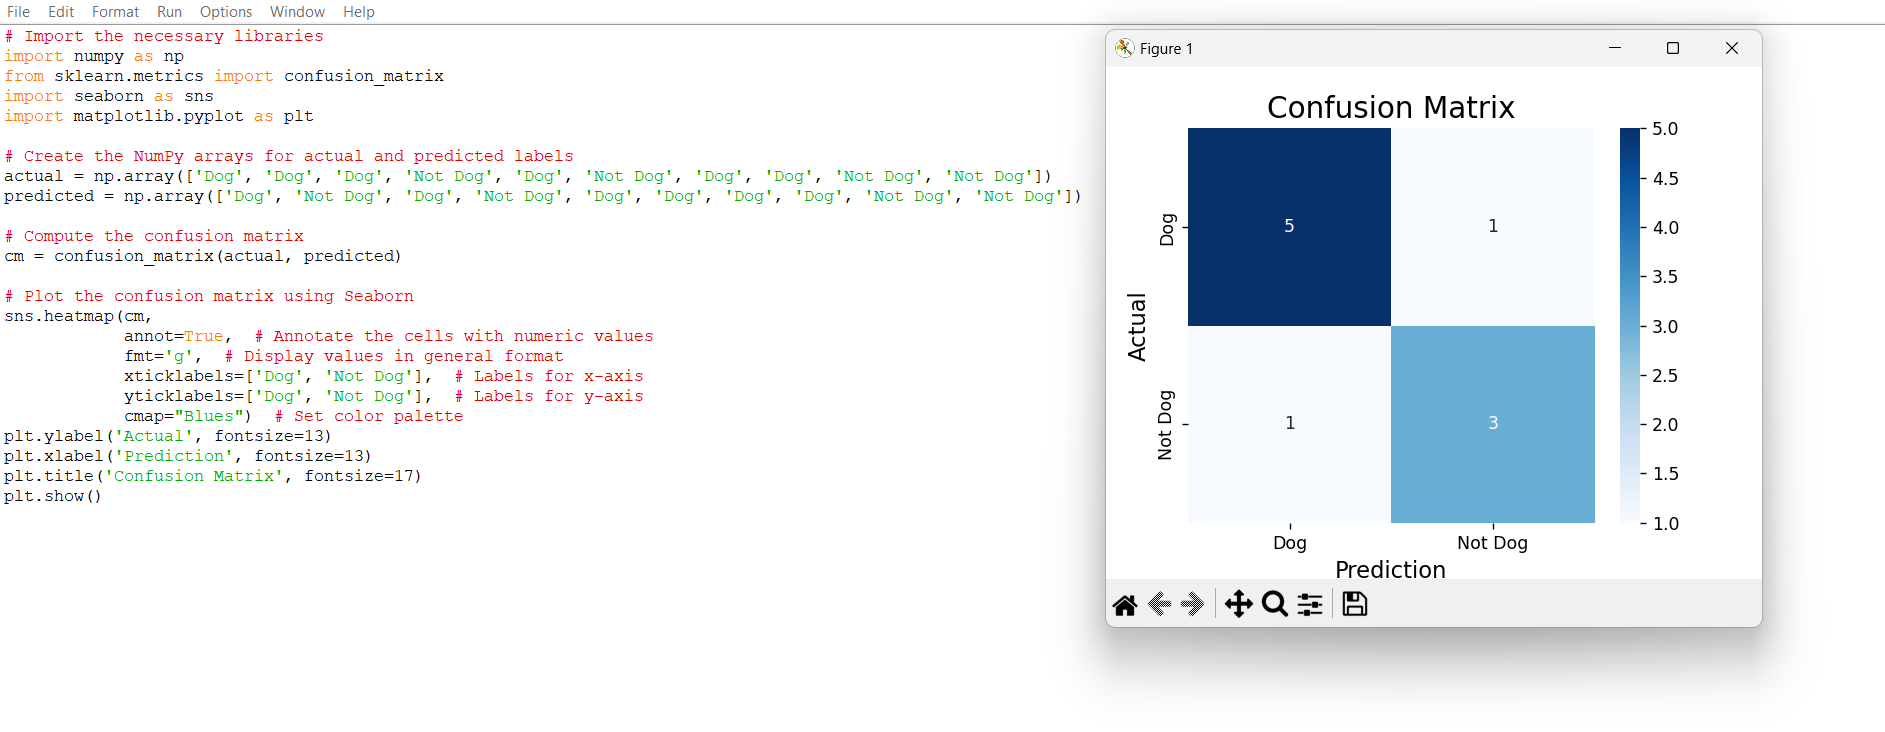 File Edit Format Run Options Window Help
# Import the necessary libraries
import numpy as np
from sklearn.metrics import confusion_matrix
import seaborn as sns
import matplotlib.pyplot as plt
# Create the NumPy arrays for actual and predicted labels
actual = np.array(['Dog', 'Dog', 'Dog', 'Not Dog', 'Dog', 'Not Dog', 'Dog', 'Dog', 'Not Dog', 'Not Dog'])
predicted = np.array(['Dog', 'Not Dog', 'Dog', 'Not Dog', 'Dog', 'Dog', 'Dog', 'Dog', 'Not Dog', 'Not Dog'])
# Compute the confusion matrix
cm = confusion_matrix(actual, predicted)
# Plot the confusion matrix using Seaborn
sns.heatmap(cm,
            annot=True,  # Annotate the cells with numeric values
            fmt='g',  # Display values in general format
            xticklabels=['Dog', 'Not Dog'],  # Labels for x-axis
            yticklabels=['Dog', 'Not Dog'],  # Labels for y-axis
            cmap="Blues")  # Set color palette
plt.ylabel('Actual', fontsize=13)
plt.xlabel('Prediction', fontsize=13)
plt.title('Confusion Matrix', fontsize=17)
plt.show()
Figure 1
Confusion Matrix
Actual
Dog
5 1
Not Dog
1 3
Dog Not Dog
Prediction
5.0
4.5
4.0
3.5
3.0
2.5
2.0
1.5
1.0